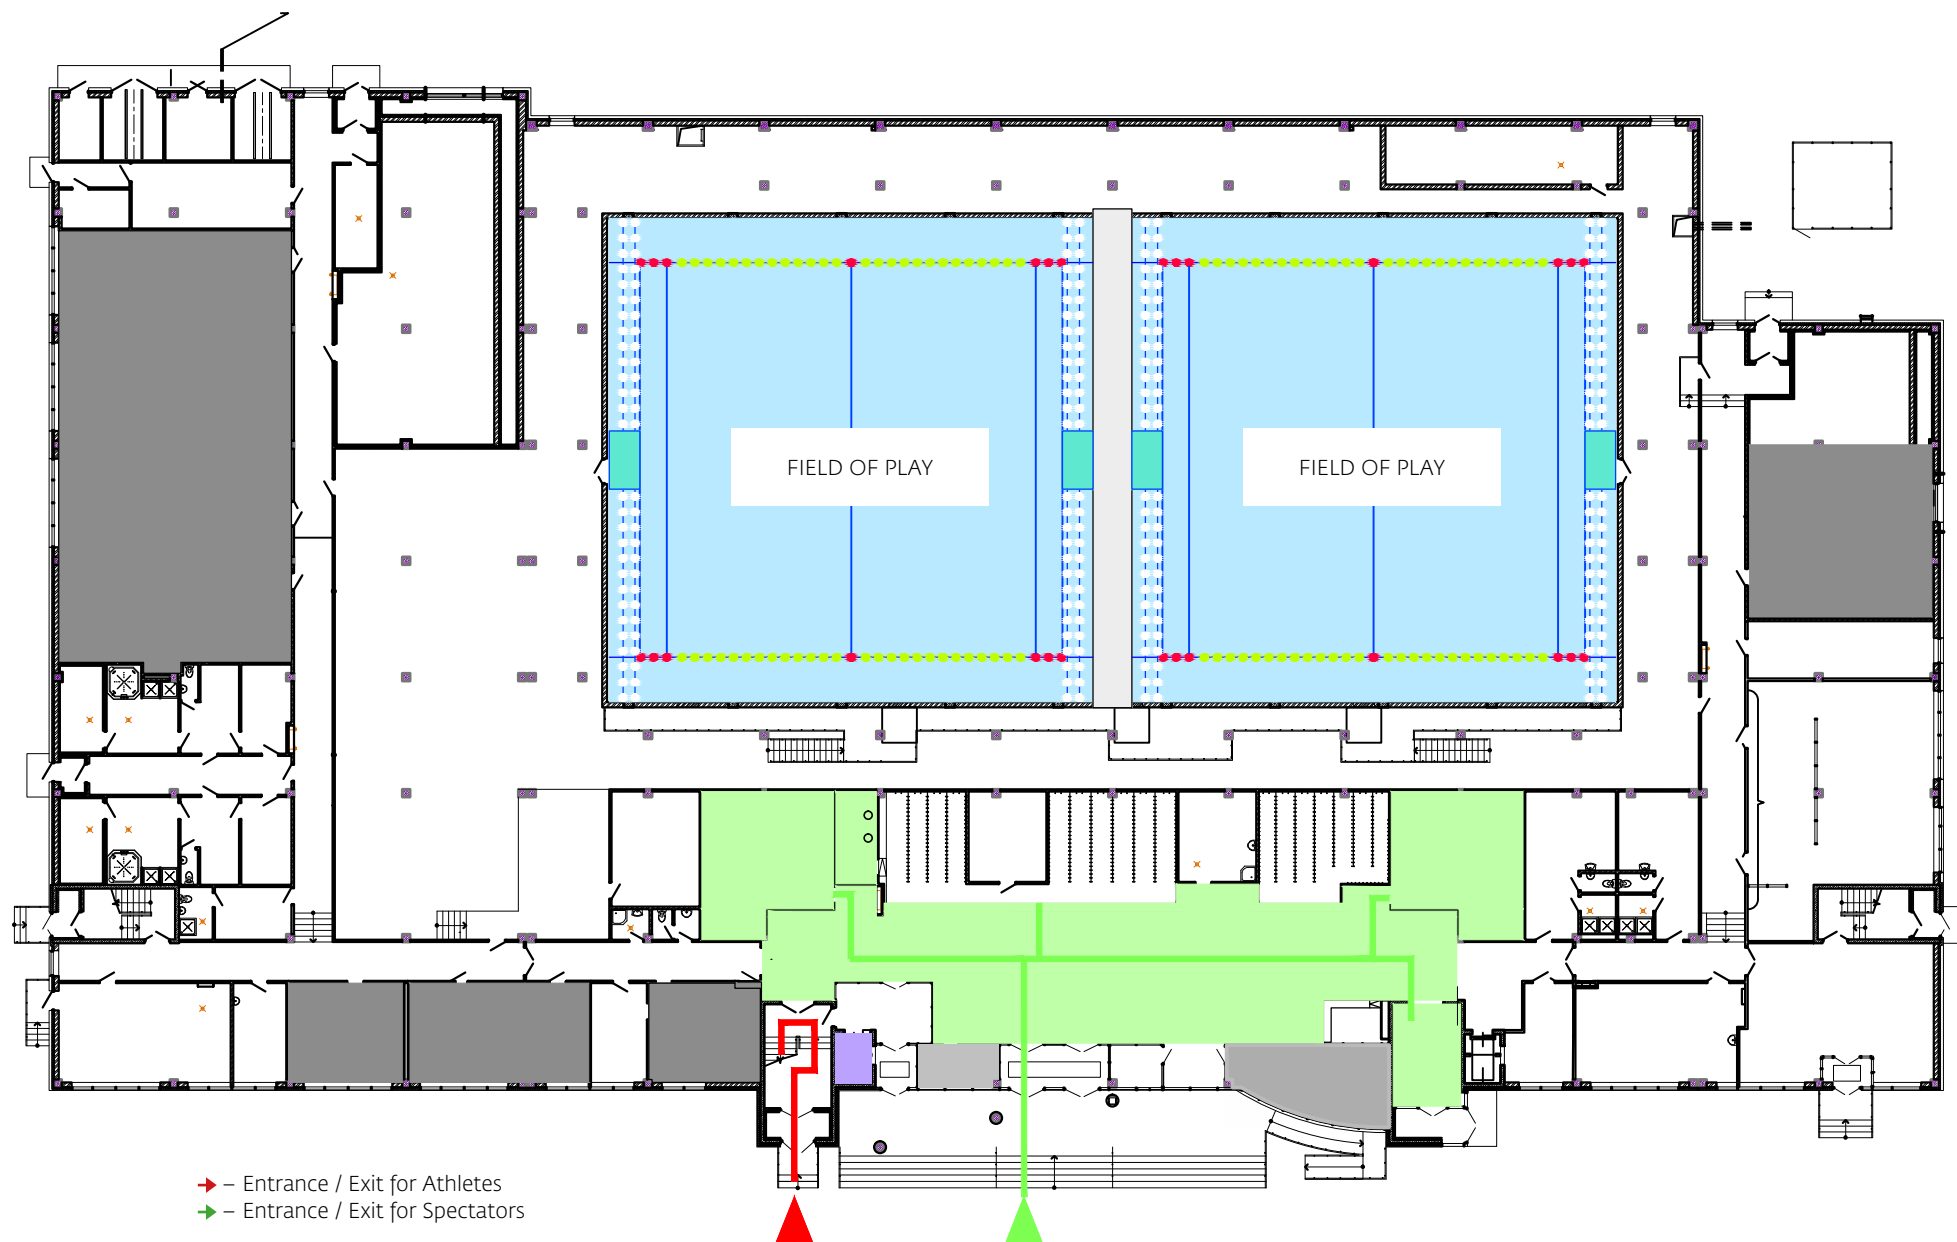 FIELD OF PLAY
FIELD OF PLAY
– Entrance / Exit for Athletes
– Entrance / Exit for Spectators